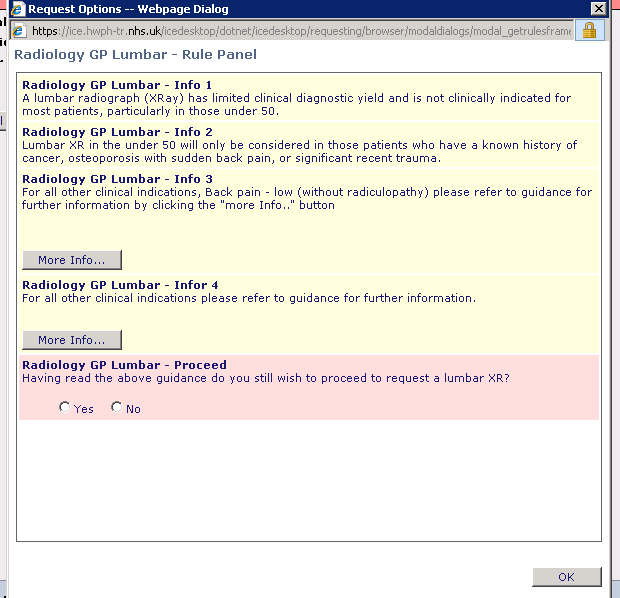 Request Options -- Webpage Dialog
https://ice.hwph-tr.nhs.uk/icedesktop/dotnet/icedesktop/requesting/browser/modaldialogs/modal_getrulesframe
Radiology GP Lumbar - Rule Panel
Radiology GP Lumbar - Info 1
A lumbar radiograph (XRay) has limited clinical diagnostic yield and is not clinically indicated for
most patients, particularly in those under 50.
Radiology GP Lumbar - Info 2
Lumbar XR in the under 50 will only be considered in those patients who have a known history of
cancer, osteoporosis with sudden back pain, or significant recent trauma.
Radiology GP Lumbar - Info 3
For all other clinical indications, Back pain - low (without radiculopathy) please refer to guidance for
further information by clicking the "more Info.." button
More Info...
Radiology GP Lumbar - Infor 4
For all other clinical indications please refer to guidance for further information.
More Info...
Radiology GP Lumbar - Proceed
Having read the above guidance do you still wish to proceed to request a lumbar XR?
Yes No
OK